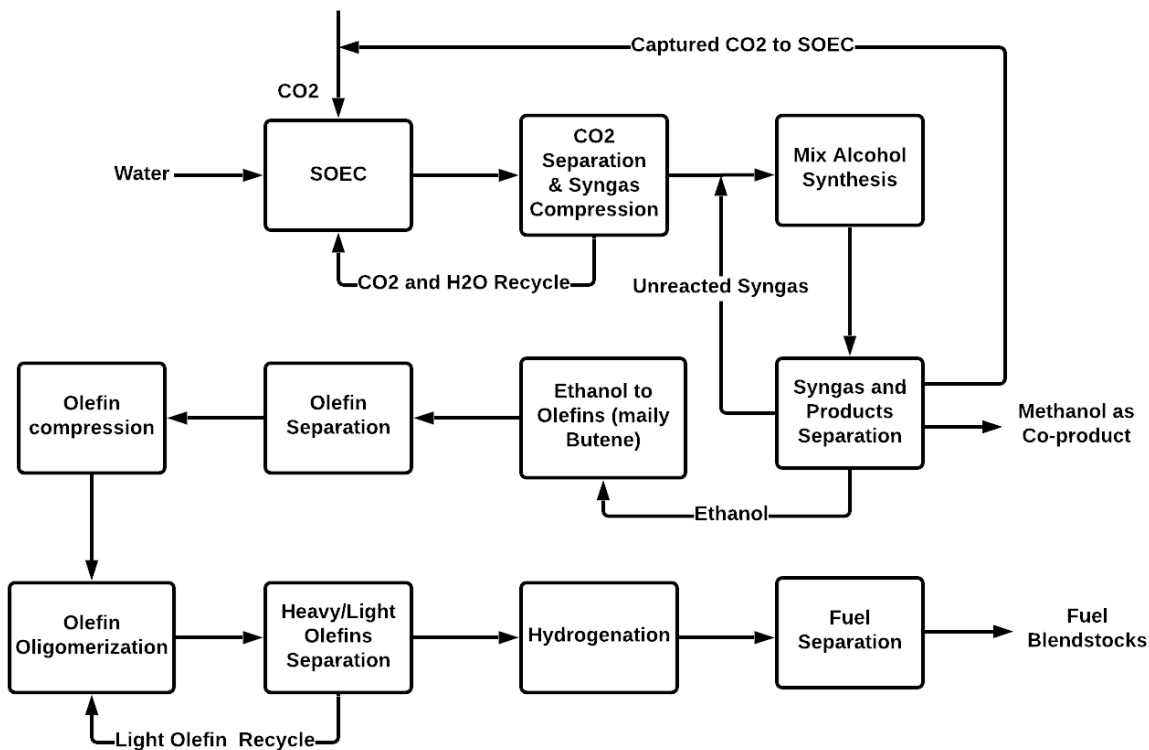 Captured CO2 to SOEC
CO2
Water
SOEC
CO2
Separation
& Syngas
Compression
Mix Alcohol
Synthesis
CO2 and H2O Recycle
Unreacted Syngas
Olefin
compression
Olefin
Separation
Ethanol to
Olefins (maily
Butene)
Syngas and
Products
Separation
Methanol as
Co-product
Ethanol
Olefin
Oligomerization
Heavy/Light
Olefins
Separation
Hydrogenation
Fuel
Separation
Fuel
Blendstocks
Light Olefin Recycle